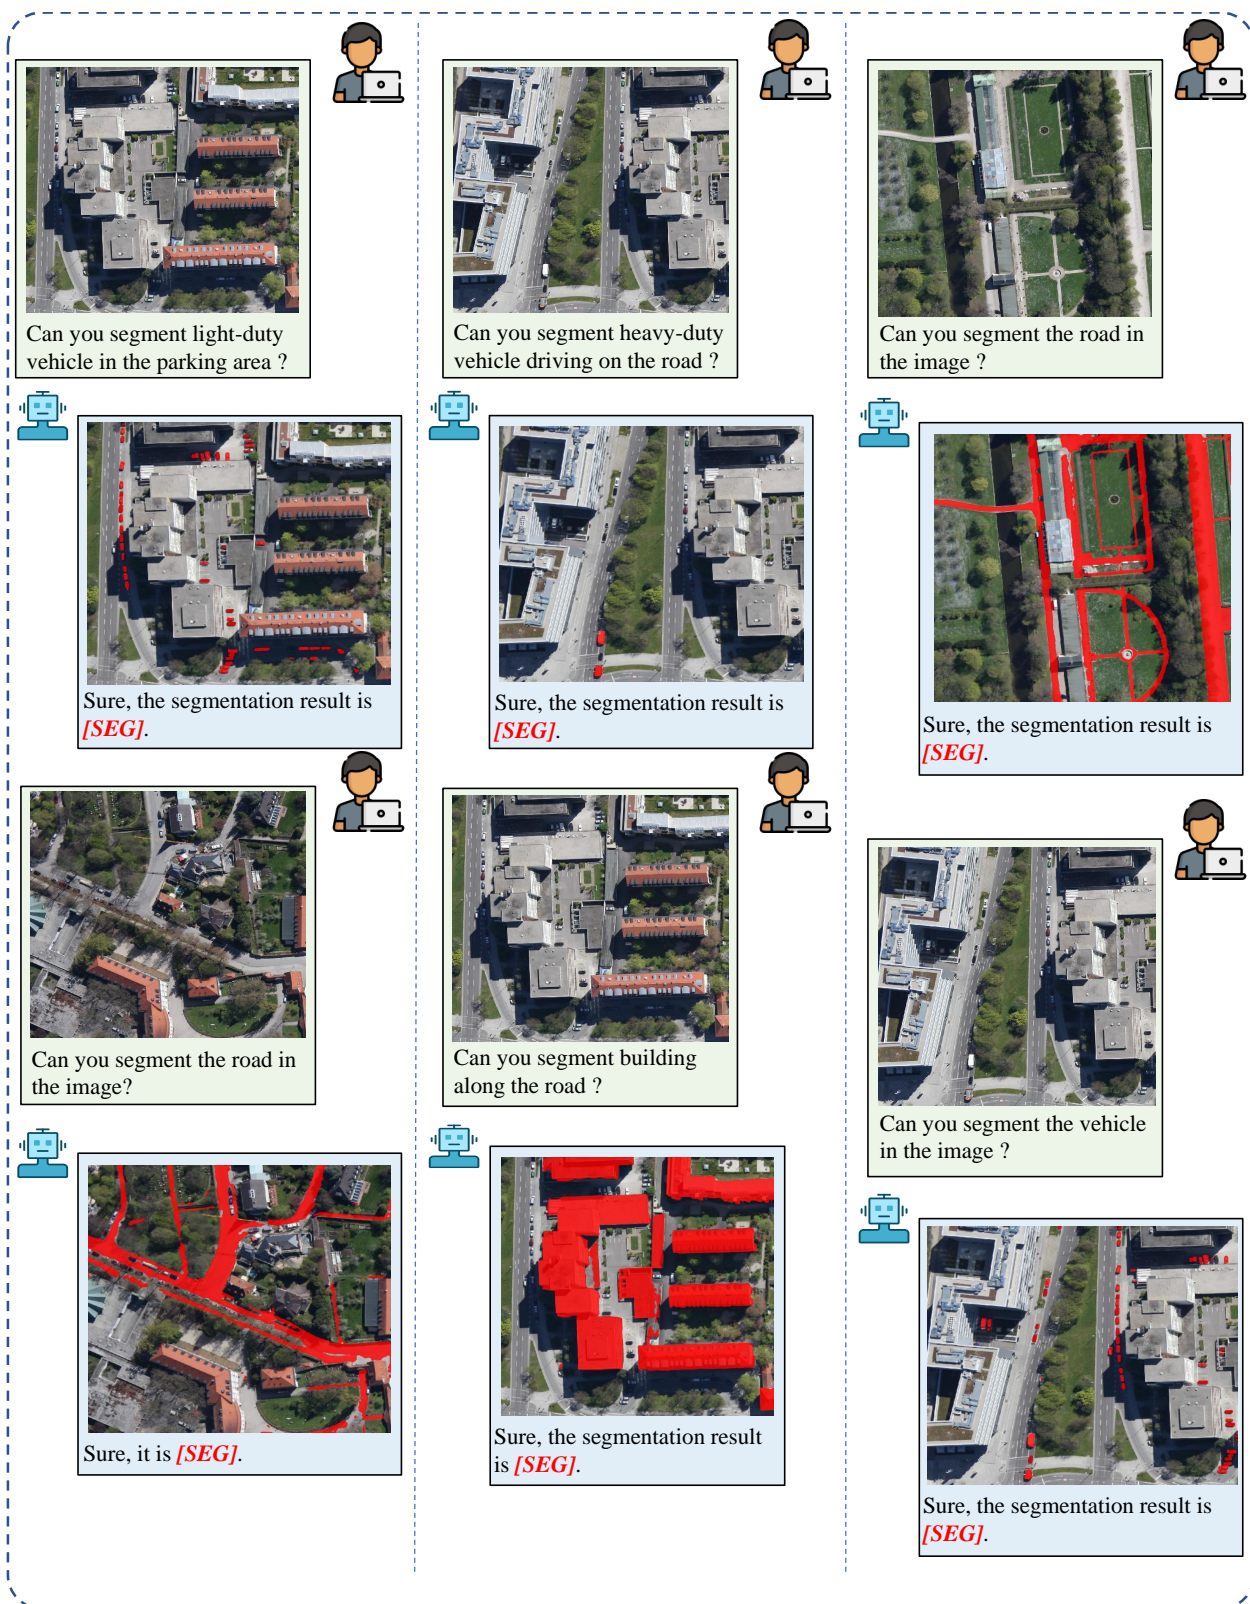 Can you segment light-duty
vehicle in the parking area ?
Sure, the segmentation result is
[SEG].
Can you segment the road in
the image?
Sure, it is [SEG].
Can you segment heavy-duty
vehicle driving on the road ?
Sure, the segmentation result is
[SEG].
Can you segment building
along the road ?
Sure, the segmentation result
is [SEG].
Can you segment the road in
the image ?
Sure, the segmentation result is
[SEG].
Can you segment the vehicle
in the image ?
Sure, the segmentation result is
[SEG].